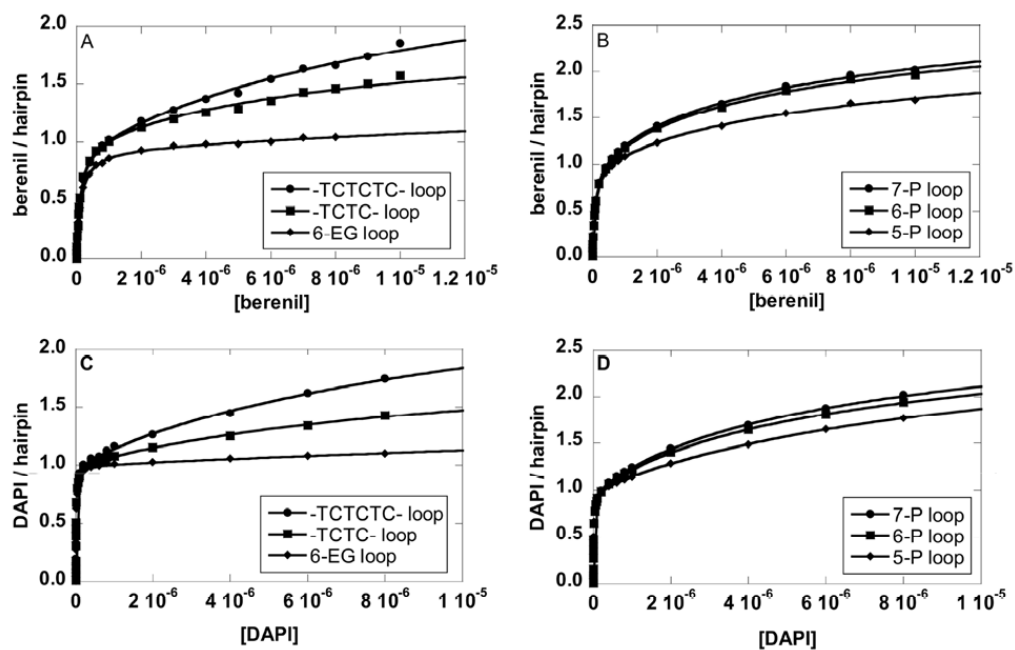 A
2.0
1.5
1.0
0.5
0.0
berenil / hairpin
-TCTCTC- loop
-TCTC- loop
6-EG loop
0 2 10-6 4 10-6 6 10-6 8 10-6 1 10-5 1.2 10-5
[berenil]
B
2.5
2.0
1.5
1.0
0.5
0.0
berenil / hairpin
7-P loop
6-P loop
5-P loop
0 2 10-6 4 10-6 6 10-6 8 10-6 1 10-5 1.2 10-5
[berenil]
C
2.0
1.5
1.0
0.5
0.0
DAPI / hairpin
-TCTCTC- loop
-TCTC- loop
6-EG loop
0 2 10-6 4 10-6 6 10-6 8 10-6 1 10-5
[DAPI]
D
2.5
2.0
1.5
1.0
0.5
0.0
DAPI / hairpin
7-P loop
6-P loop
5-P loop
0 2 10-6 4 10-6 6 10-6 8 10-6 1 10-5
[DAPI]